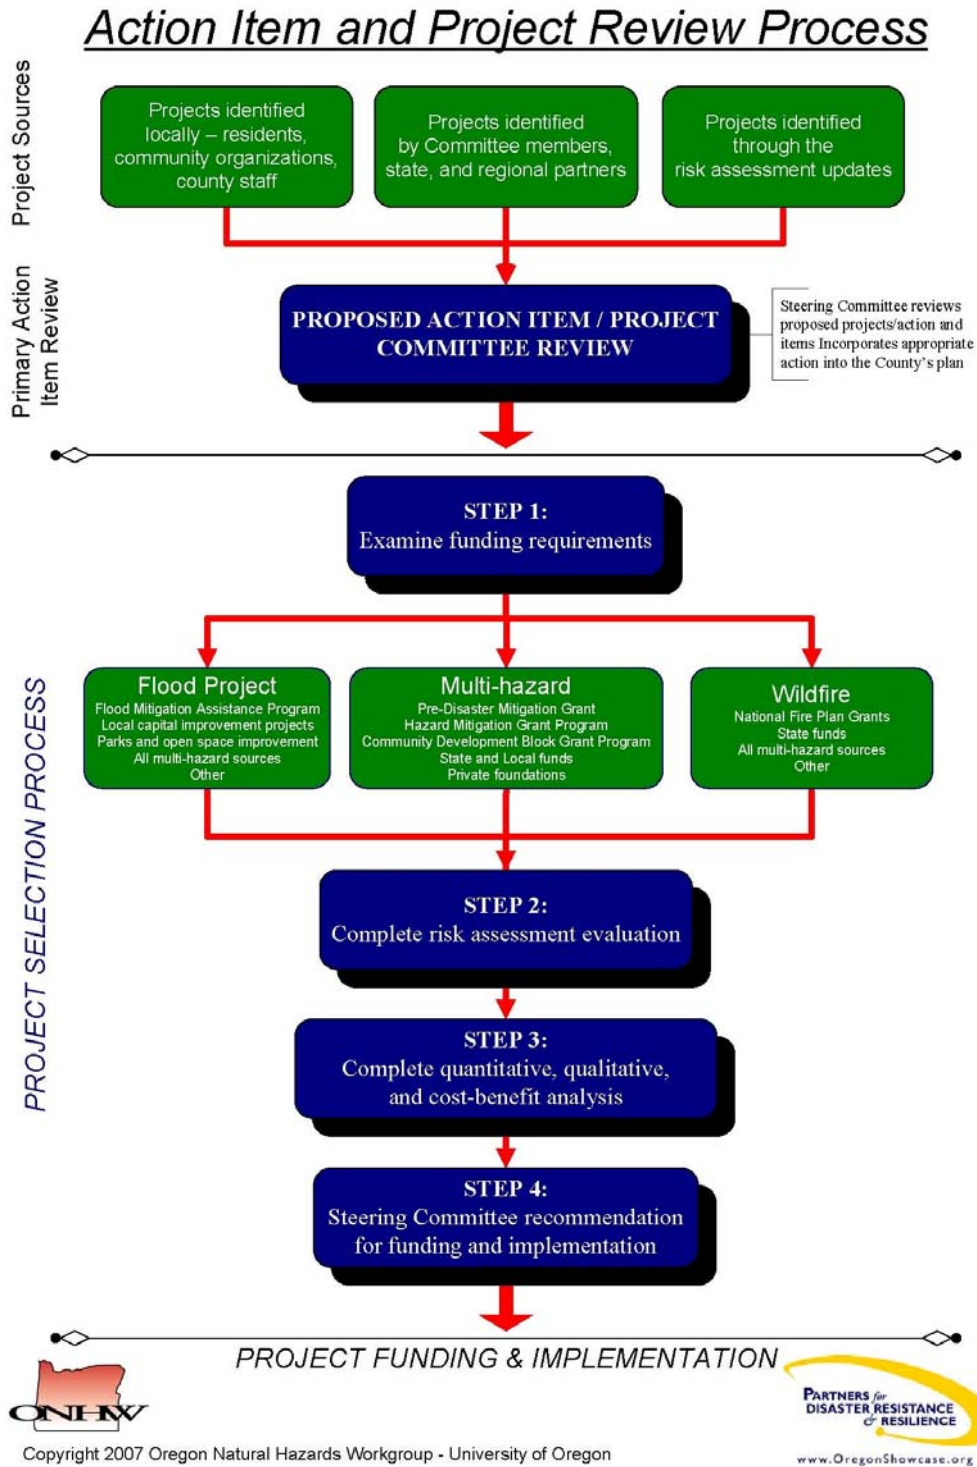 Action Item and Project Review Process
Project Sources
Projects identified
locally – residents,
community organizations,
county staff
Projects identified
by Committee members,
state, and regional partners
Projects identified
through the
risk assessment updates
Primary Action
Item Review
PROPOSED ACTION ITEM / PROJECT
COMMITTEE REVIEW
Steering Committee reviews
proposed projects/action and
items Incorporates appropriate
action into the County's plan
PROJECT SELECTION PROCESS
STEP 1:
Examine funding requirements
Flood Project
Flood Mitigation Assistance Program
Local capital improvement projects
Parks and open space improvement
All multi-hazard sources
Other
Multi-hazard
Pre-Disaster Mitigation Grant
Hazard Mitigation Grant Program
Community Development Block Grant Program
State and Local funds
Private foundations
Wildfire
National Fire Plan Grants
State funds
All multi-hazard sources
Other
STEP 2:
Complete risk assessment evaluation
STEP 3:
Complete quantitative, qualitative,
and cost-benefit analysis
STEP 4:
Steering Committee recommendation
for funding and implementation
PROJECT FUNDING & IMPLEMENTATION
ONHW
PARTNERS for
DISASTER RESISTANCE
& RESILIENCE
Copyright 2007 Oregon Natural Hazards Workgroup - University of Oregon
www.OregonShowcase.org